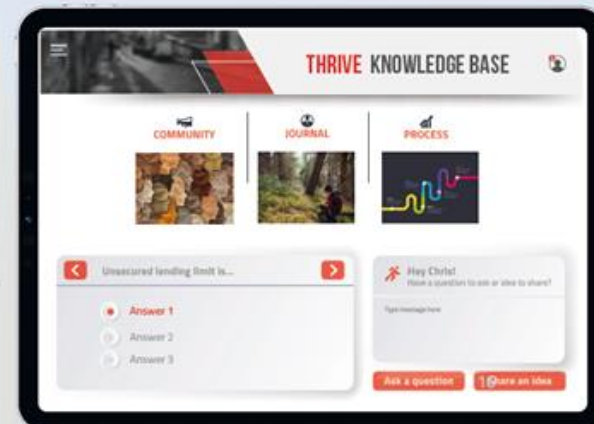 THRIVE KNOWLEDGE BASE
COMMUNITY
JOURNAL
PROCESS
Unsecured lending limit is...
Answer 1
Answer 2
Answer 3
Hey Chris!
Have a question to ask or idea to share?
Type message here
Ask a question
Share an idea